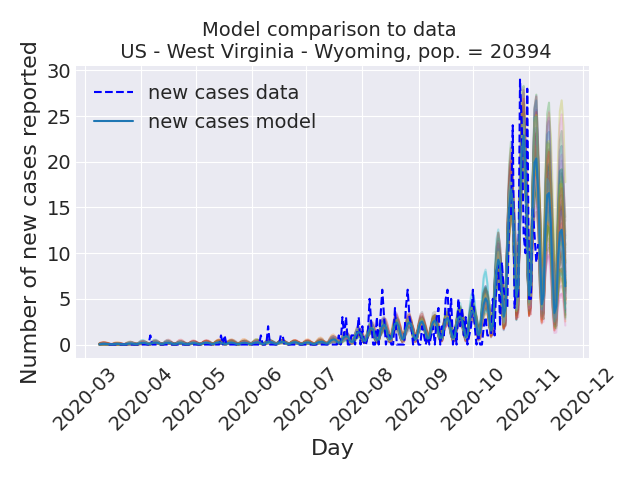 Model comparison to data
US - West Virginia - Wyoming, pop. = 20394
Number of new cases reported
30
25
20
15
10
5
0
new cases data
new cases model
2020-03
2020-04
2020-05
2020-06
2020-07
2020-08
2020-09
2020-10
2020-11
2020-12
Day